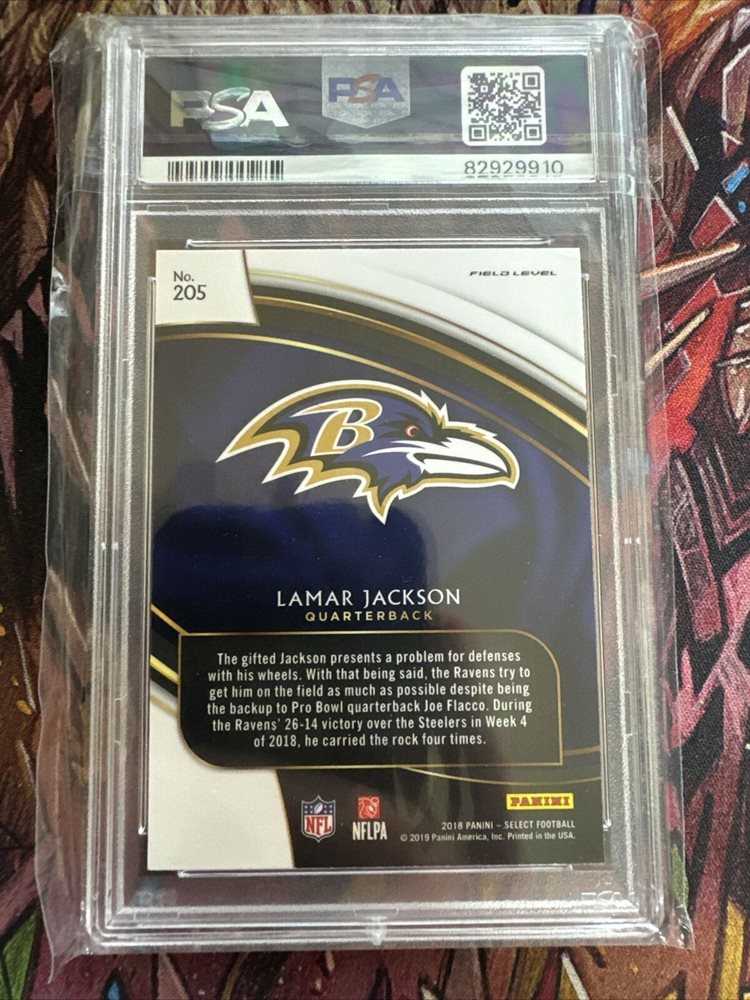 PSA
PSA
82929910
No.
205
FIELD LEVEL
B
LAMAR JACKSON
QUARTERBACK
The gifted Jackson presents a problem for defenses
with his wheels. With that being said, the Ravens try to
get him on the field as much as possible despite being
the backup to Pro Bowl quarterback Joe Flacco. During
the Ravens' 26-14 victory over the Steelers in Week 4
of 2018, he carried the rock four times.
NFL
NFLPA
PANINI
2018 PANINI – SELECT FOOTBALL
© 2019 Panini America, Inc. Printed in the USA.
PSA